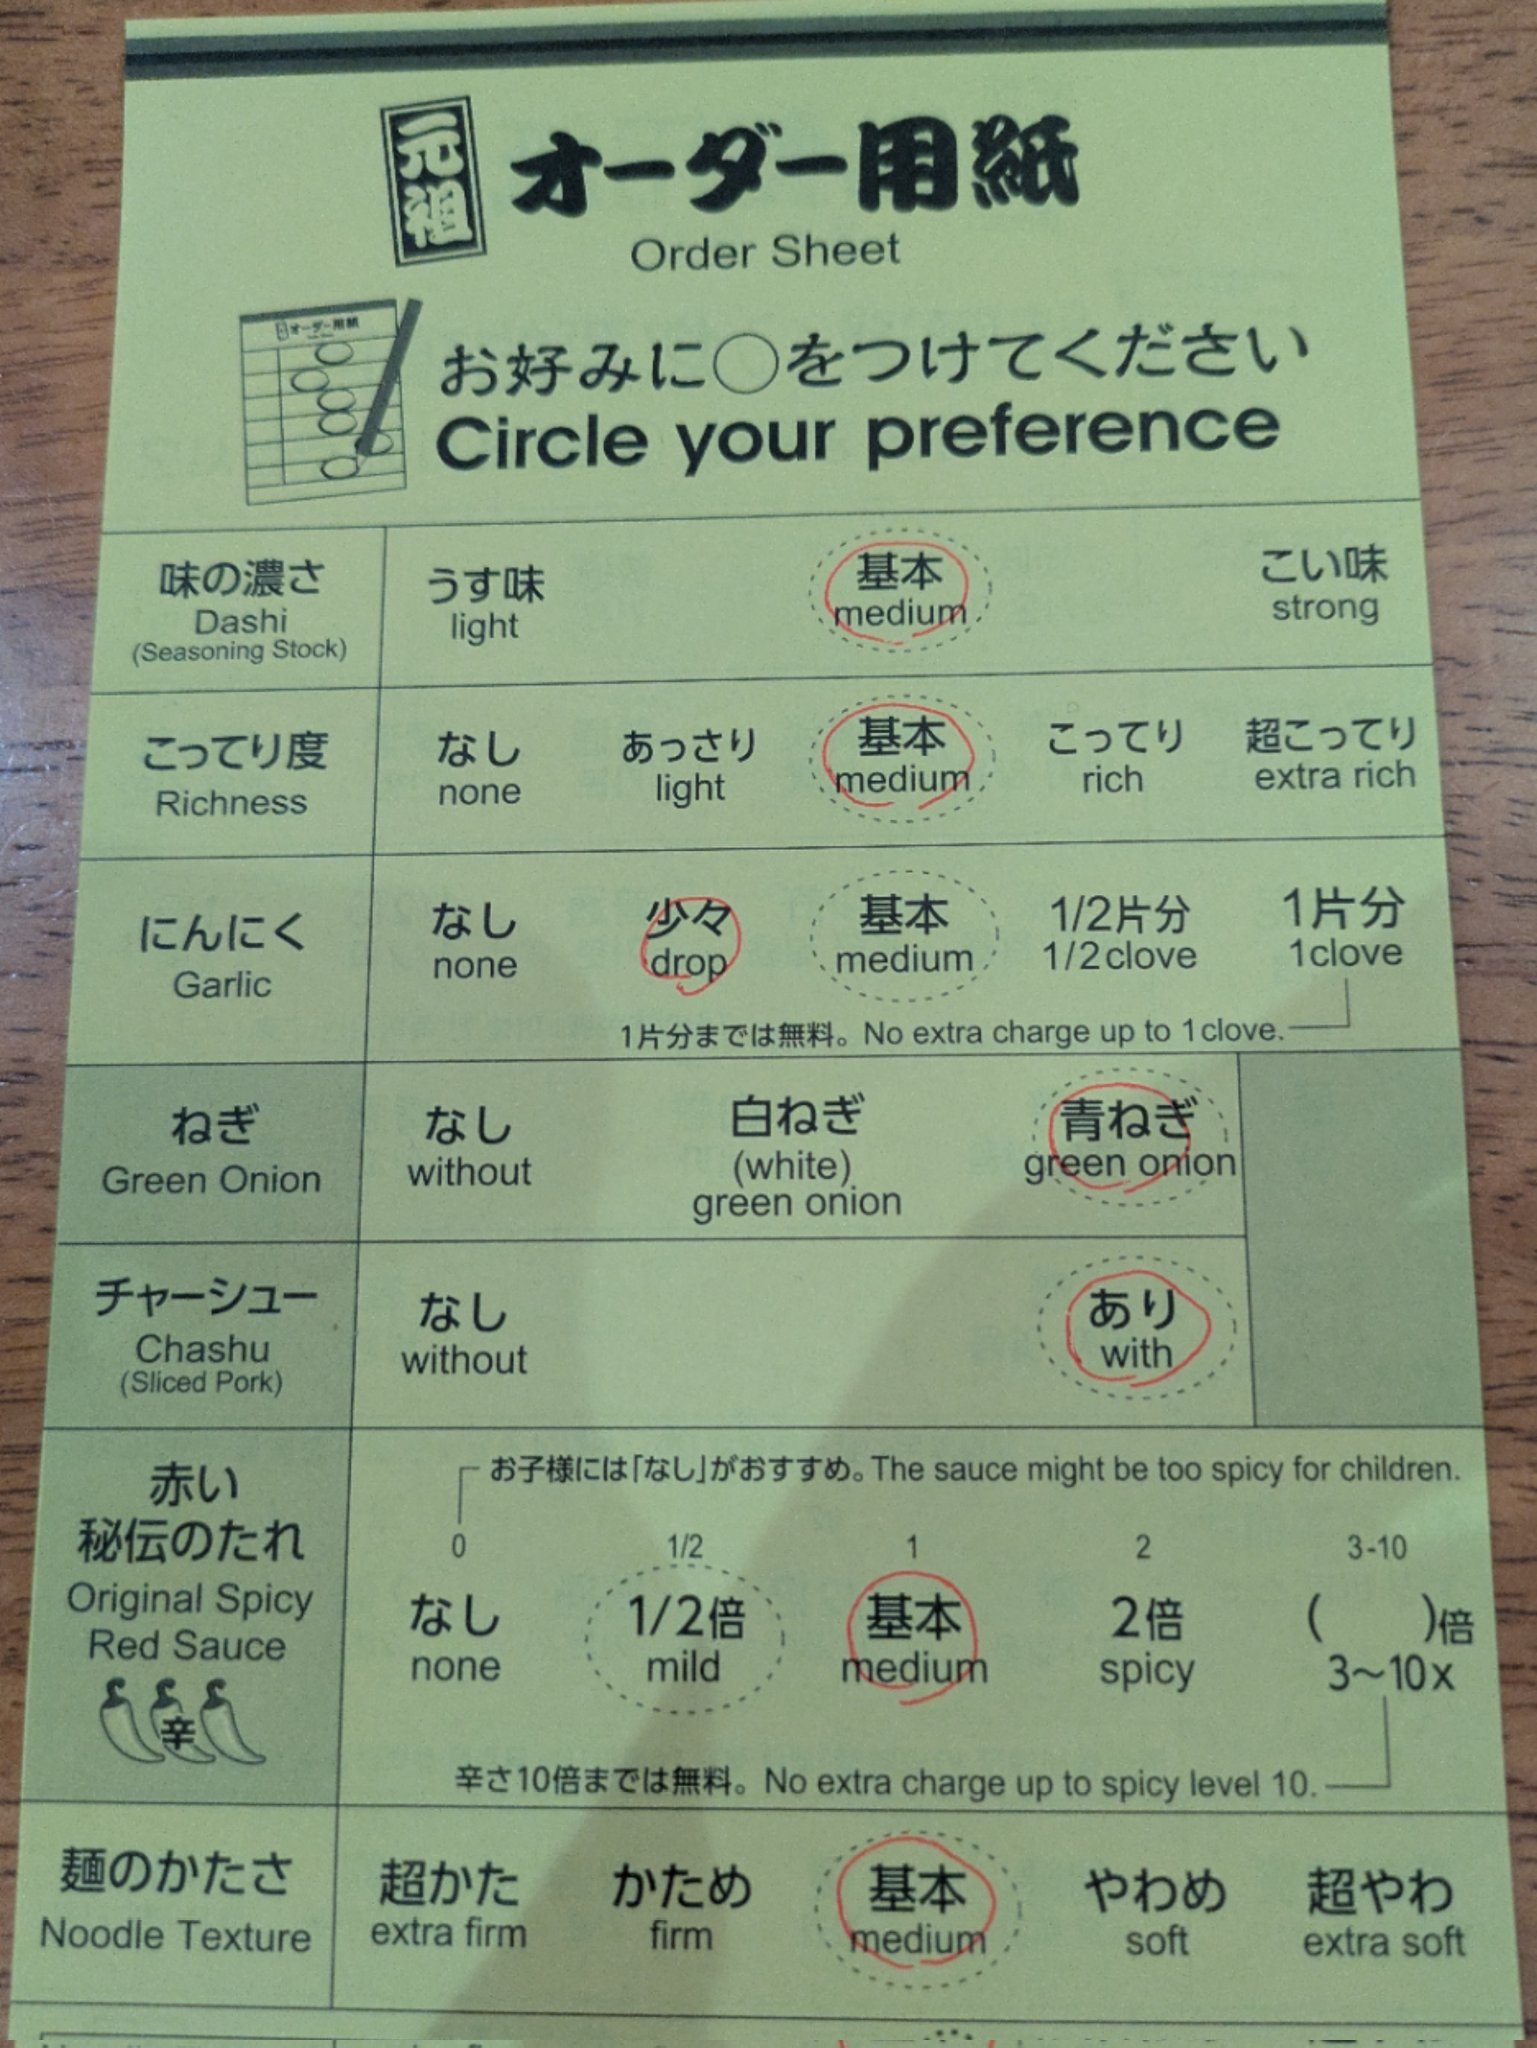 元祖
オーダー用紙
Order Sheet
オーダー用紙
お好みに◯をつけてください
Circle your preference
味の濃さ
Dashi
(Seasoning Stock)
うす味
light
基本
medium
こい味
strong
こってり度
Richness
なし
none
あっさり
light
基本
medium
こってり
rich
超こってり
extra rich
にんにく
Garlic
なし
none
少々
drop
基本
medium
1/2片分
1/2clove
1片分
1clove
1片分までは無料。No extra charge up to 1clove.
ねぎ
Green Onion
なし
without
白ねぎ
(white)
green onion
青ねぎ
green onion
チャーシュー
Chashu
(Sliced Pork)
なし
without
あり
with
赤い
秘伝のたれ
Original Spicy
Red Sauce
辛
お子様には「なし」がおすすめ。The sauce might be too spicy for children.
0
なし
none
1/2
1/2倍
mild
1
基本
medium
2
2倍
spicy
3-10
( )倍
3〜10x
辛さ10倍までは無料。No extra charge up to spicy level 10.
麺のかたさ
Noodle Texture
超かた
extra firm
かため
firm
基本
medium
やわめ
soft
超やわ
extra soft